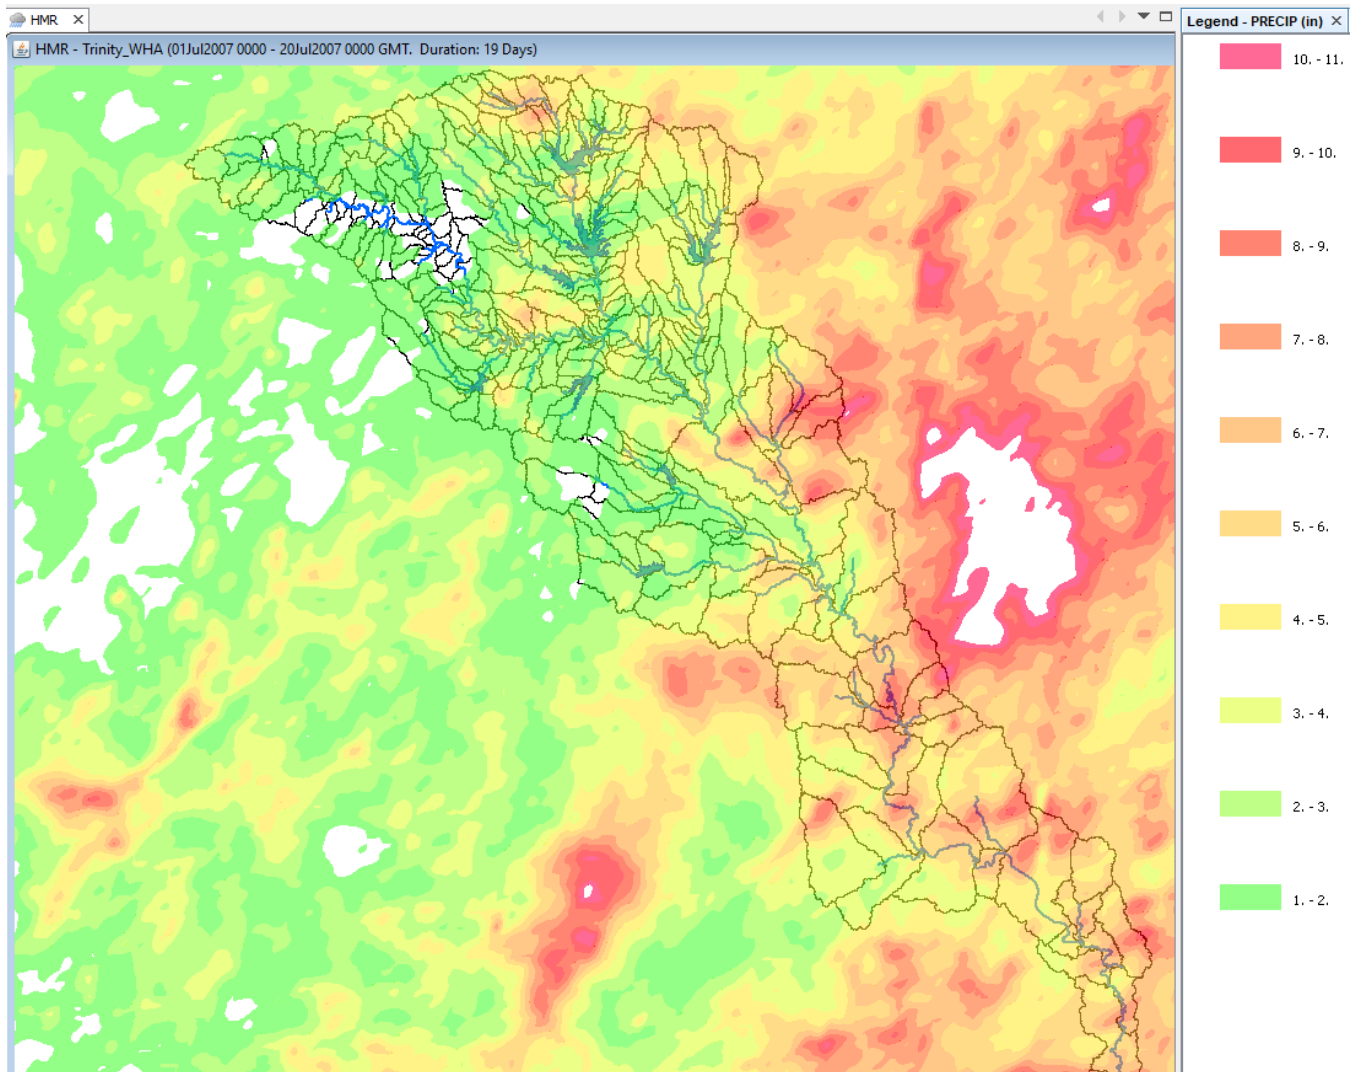 HMR
Legend - PRECIP (in)
HMR - Trinity_WHA (01Jul2007 0000 - 20Jul2007 0000 GMT.  Duration: 19 Days)
10. - 11.
9. - 10.
8. - 9.
7. - 8.
6. - 7.
5. - 6.
4. - 5.
3. - 4.
2. - 3.
1. - 2.